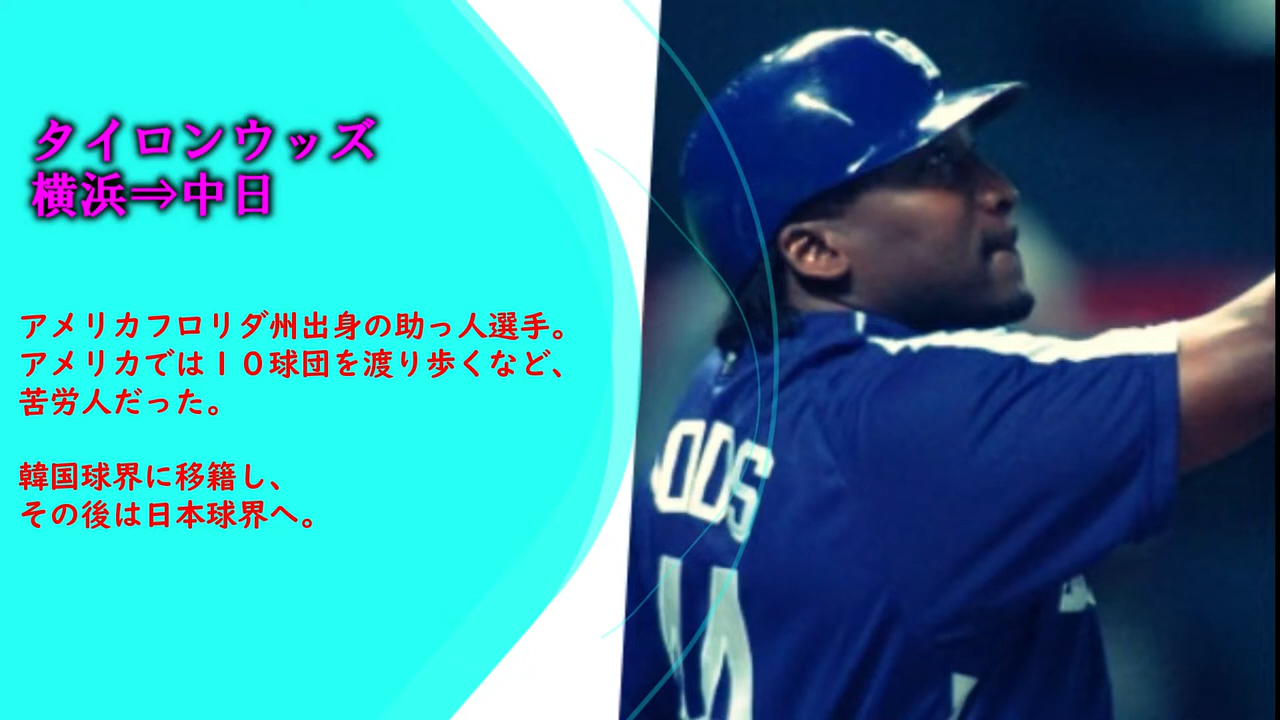 タイロンウッズ
横浜⇒中日
アメリカフロリダ州出身の助っ人選手。
アメリカでは１０球団を渡り歩くなど、
苦労人だった。
韓国球界に移籍し、
その後は日本球界へ。
OODS